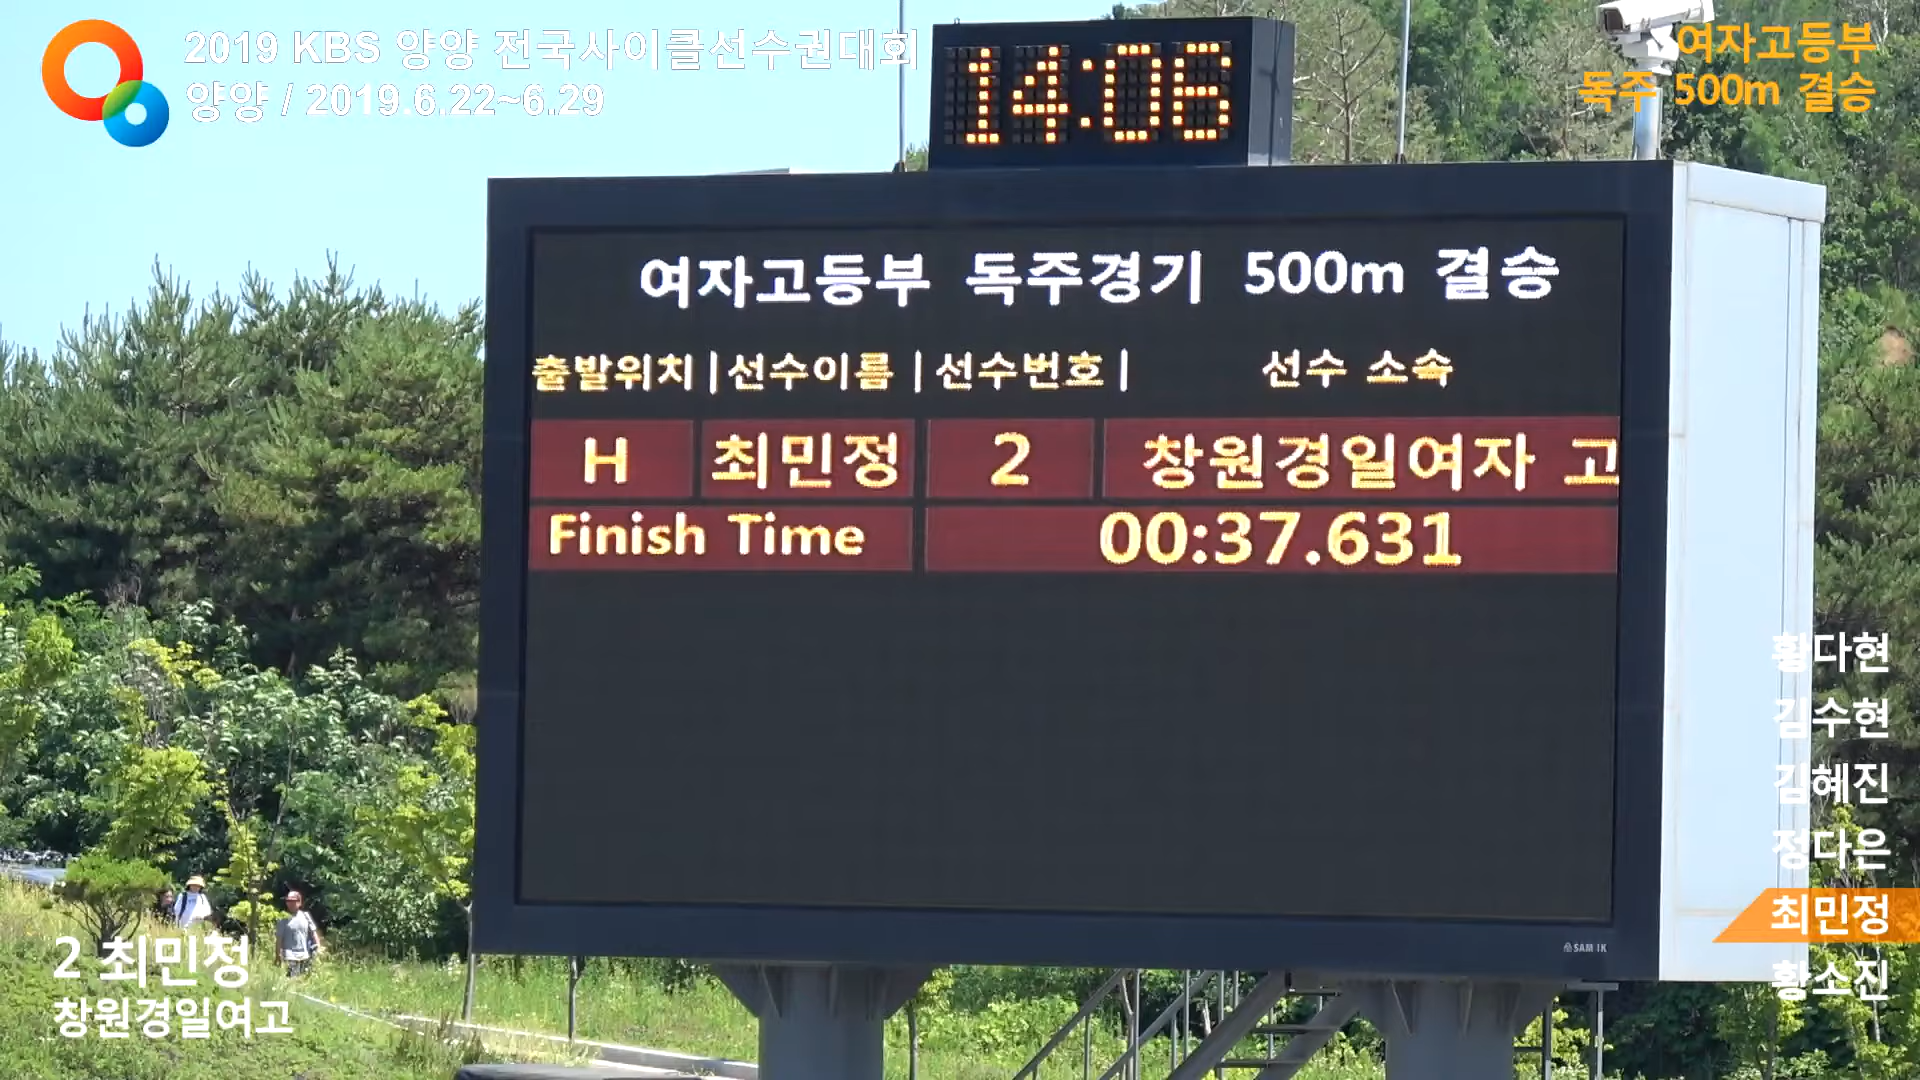 2019 KBS 양양 전국사이클선수권대회
양양 / 2019.6.22~6.29
여자고등부
독주 500m 결승
14:06
여자고등부 독주경기 500m 결승
출발위치 | 선수이름 | 선수번호 | 선수 소속
H 최민정 2 창원경일여자 고
Finish Time 00:37.631
SAM IK
황다현
김수현
김혜진
정다은
최민정
황소진
2 최민정
창원경일여고